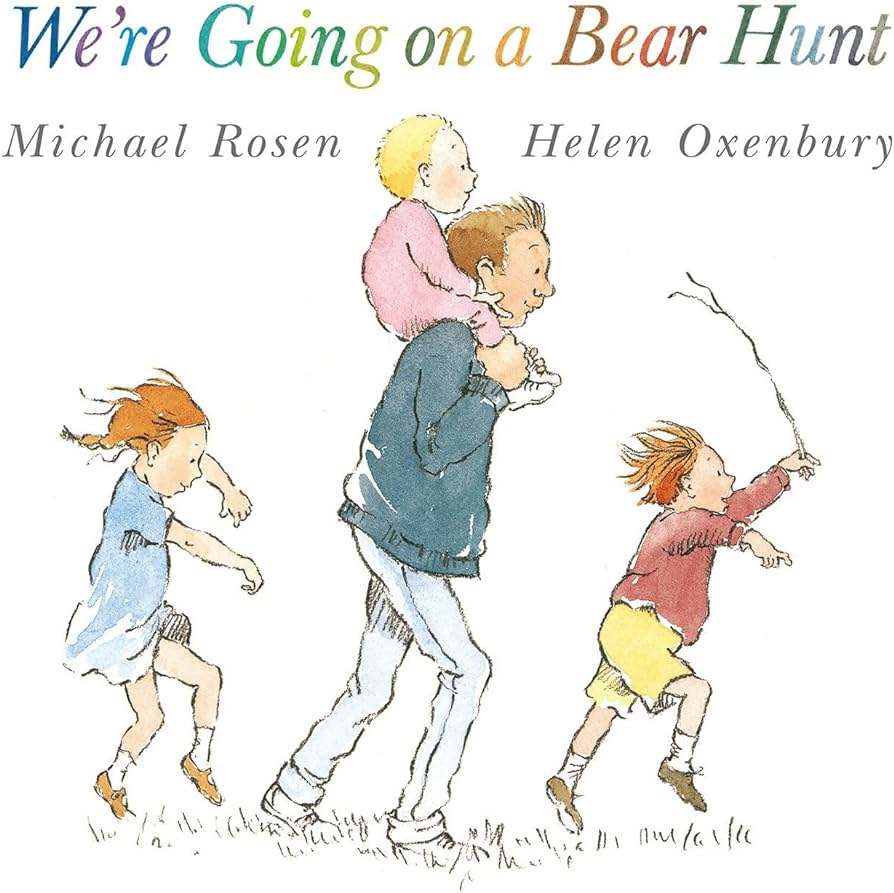 We're Going on a Bear Hunt
Michael Rosen Helen Oxenbury